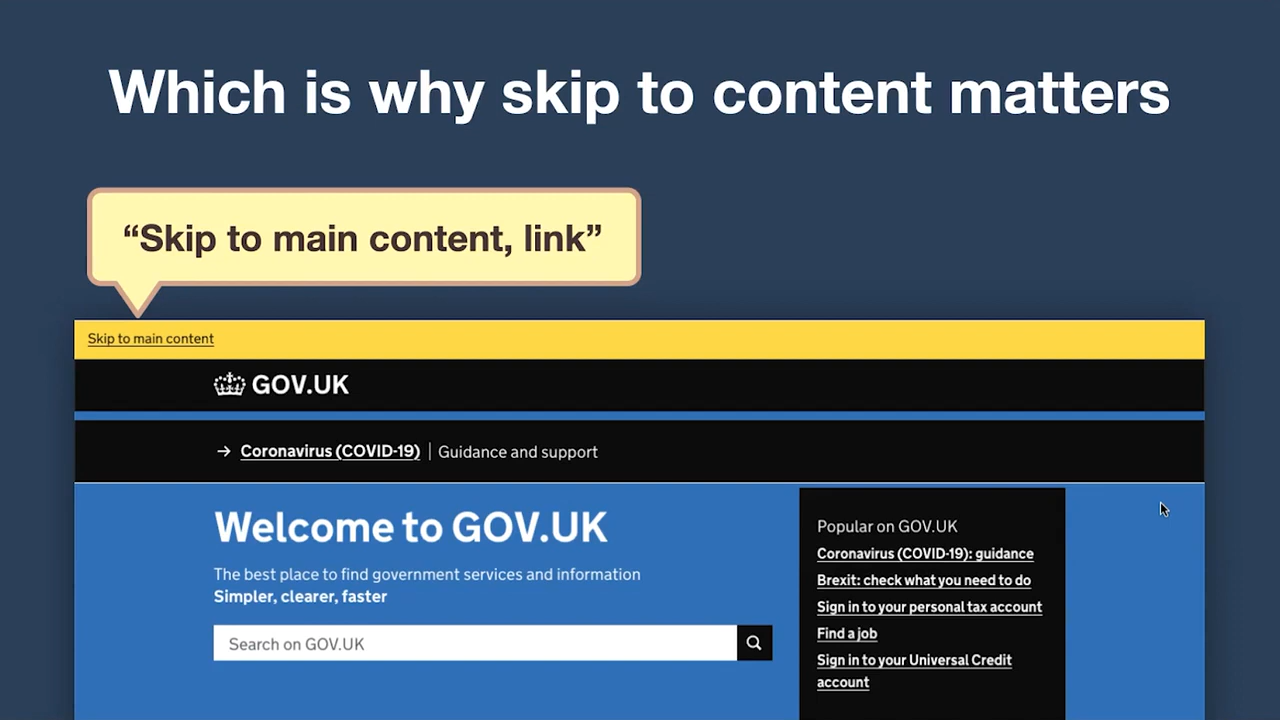 Which is why skip to content matters
“Skip to main content, link”
Skip to main content
GOV.UK
→ Coronavirus (COVID-19) | Guidance and support
Welcome to GOV.UK
The best place to find government services and information
Simpler, clearer, faster
Search on GOV.UK
Popular on GOV.UK
Coronavirus (COVID-19): guidance
Brexit: check what you need to do
Sign in to your personal tax account
Find a job
Sign in to your Universal Credit
account